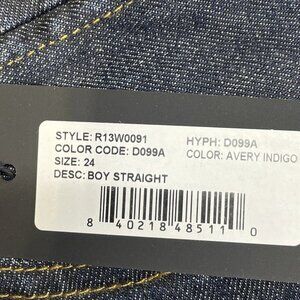 STYLE: R13W0091 HYPH: D099A
COLOR CODE: D099A COLOR: AVERY INDIGO
SIZE: 24
DESC: BOY STRAIGHT
8 40218 48511 0